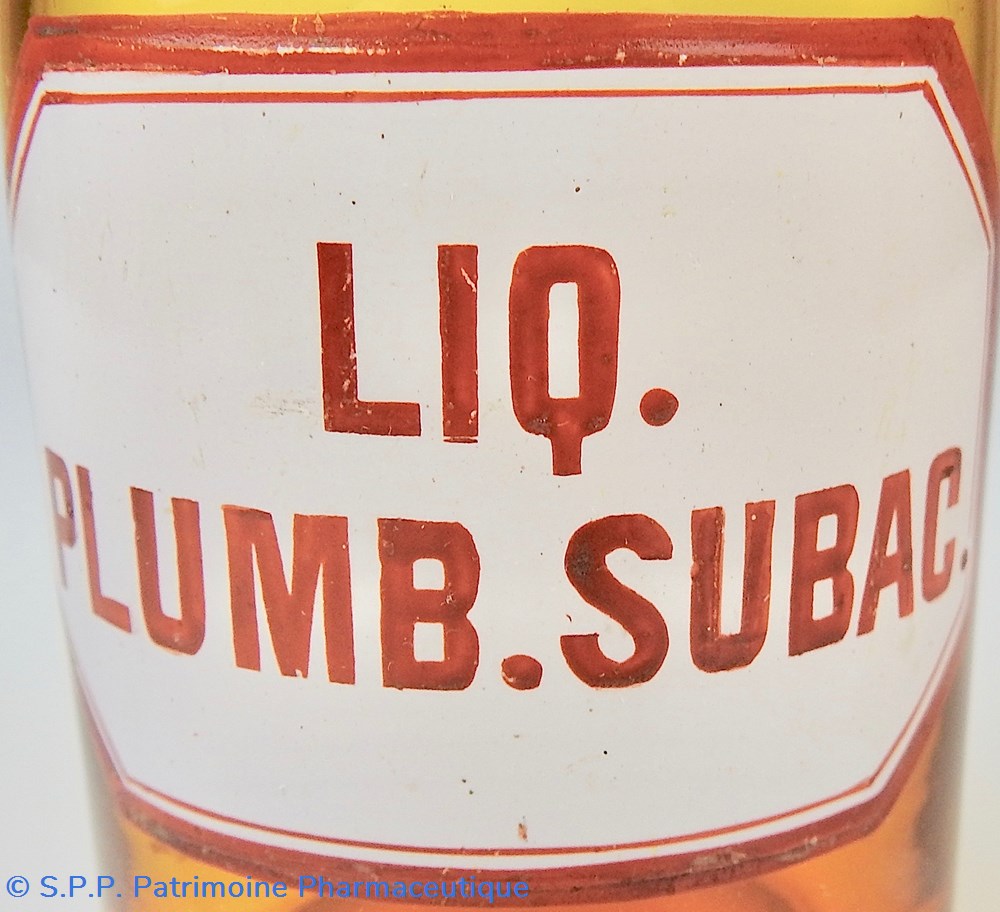 LIQ.
PLUMB.SUBAC.
© S.P.P. Patrimoine Pharmaceutique